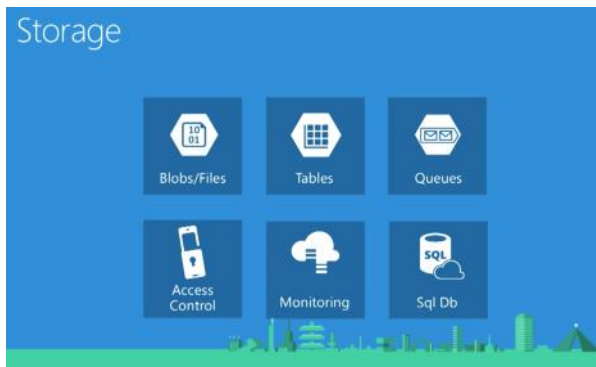 Storage
10
01
Blobs/Files
Tables
Queues
Access
Control
Monitoring
SQL
Sql Db